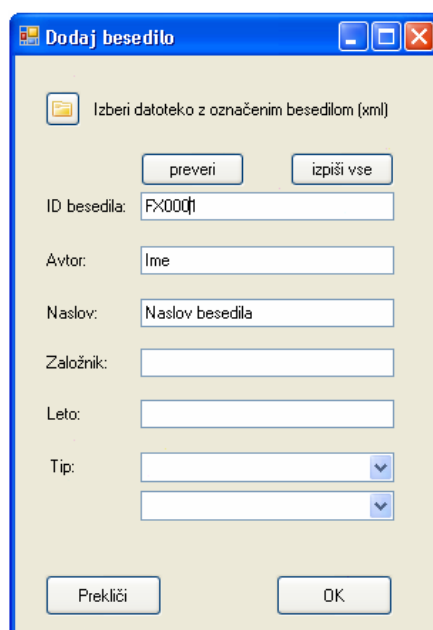 Dodaj besedilo
Izberi datoteko z označenim besedilom (xml)
preveri izpiši vse
ID besedila: FX0001
Avtor: Ime
Naslov: Naslov besedila
Založnik:
Leto:
Tip:
Prekliči OK